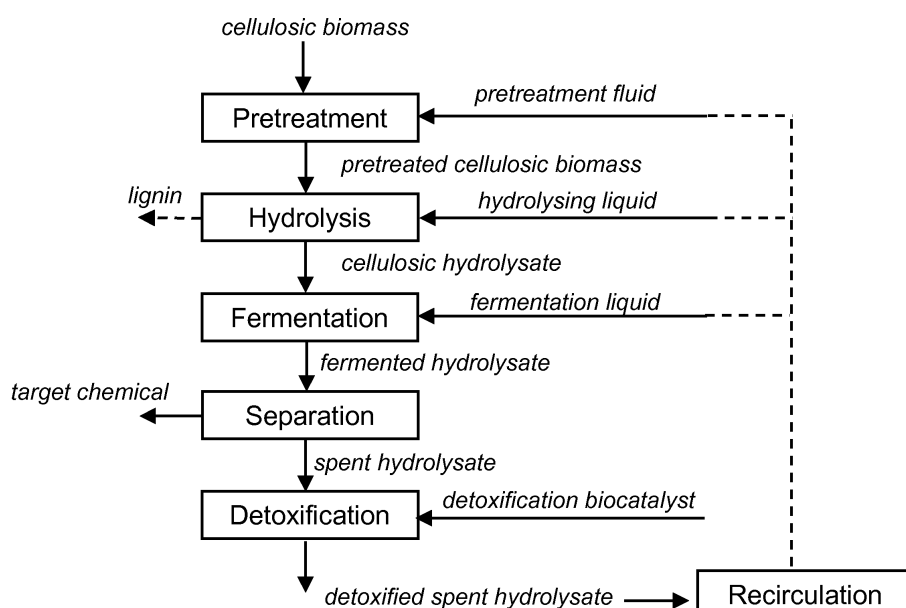 cellulosic biomass
pretreatment fluid
Pretreatment
pretreated cellulosic biomass
lignin
hydrolysing liquid
Hydrolysis
cellulosic hydrolysate
fermentation liquid
Fermentation
fermented hydrolysate
target chemical
Separation
spent hydrolysate
detoxification biocatalyst
Detoxification
detoxified spent hydrolysate
Recirculation